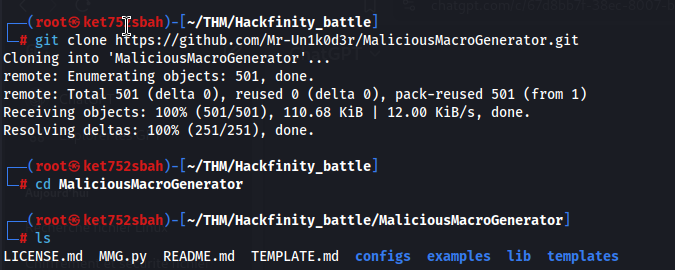 (root㉿ket752sbah)-[~/THM/Hackfinity_battle]
# git clone https://github.com/Mr-Un1k0d3r/MaliciousMacroGenerator.git
Cloning into 'MaliciousMacroGenerator'...
remote: Enumerating objects: 501, done.
remote: Total 501 (delta 0), reused 0 (delta 0), pack-reused 501 (from 1)
Receiving objects: 100% (501/501), 110.68 KiB | 12.00 KiB/s, done.
Resolving deltas: 100% (251/251), done.
(root㉿ket752sbah)-[~/THM/Hackfinity_battle]
# cd MaliciousMacroGenerator
(root㉿ket752sbah)-[~/THM/Hackfinity_battle/MaliciousMacroGenerator]
# ls
LICENSE.md MMG.py README.md TEMPLATE.md configs examples lib templates